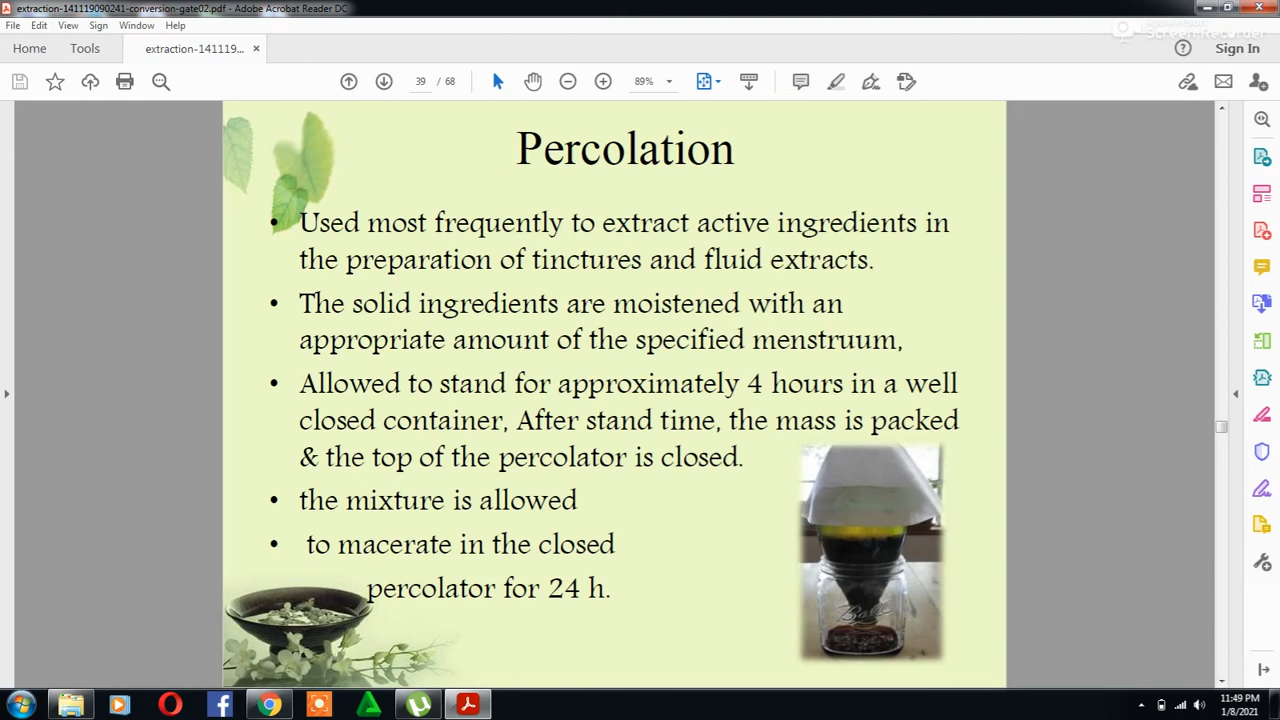 extraction-141119090241-conversion-gate02.pdf - Adobe Acrobat Reader DC
File Edit View Sign Window Help
Apowersoft
Screen Recorder
Home Tools extraction-141119... × Sign In
39 / 68 89%
Percolation
• Used most frequently to extract active ingredients in
the preparation of tinctures and fluid extracts.
• The solid ingredients are moistened with an
appropriate amount of the specified menstruum,
• Allowed to stand for approximately 4 hours in a well
closed container, After stand time, the mass is packed
& the top of the percolator is closed.
• the mixture is allowed
• to macerate in the closed
percolator for 24 h.
Ball
11:49 PM
1/8/2021